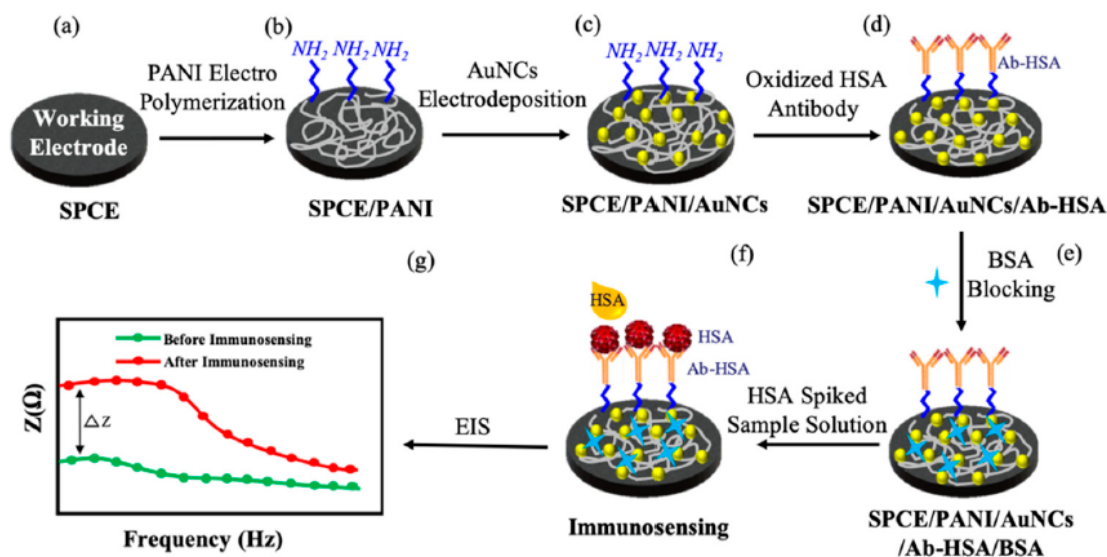 (a)
(b)
(c)
(d)
NH2 NH2 NH2
NH2 NH2 NH2
PANI Electro
Polymerization
AuNCs
Electrodeposition
Oxidized HSA
Antibody
Ab-HSA
Working
Electrode
SPCE
SPCE/PANI
SPCE/PANI/AuNCs
SPCE/PANI/AuNCs/Ab-HSA
(g)
(f)
(e)
BSA
Blocking
HSA
HSA
Ab-HSA
Before Immunosensing
After Immunosensing
Z(Ω)
ΔZ
Frequency (Hz)
EIS
HSA Spiked
Sample Solution
Immunosensing
SPCE/PANI/AuNCs
/Ab-HSA/BSA